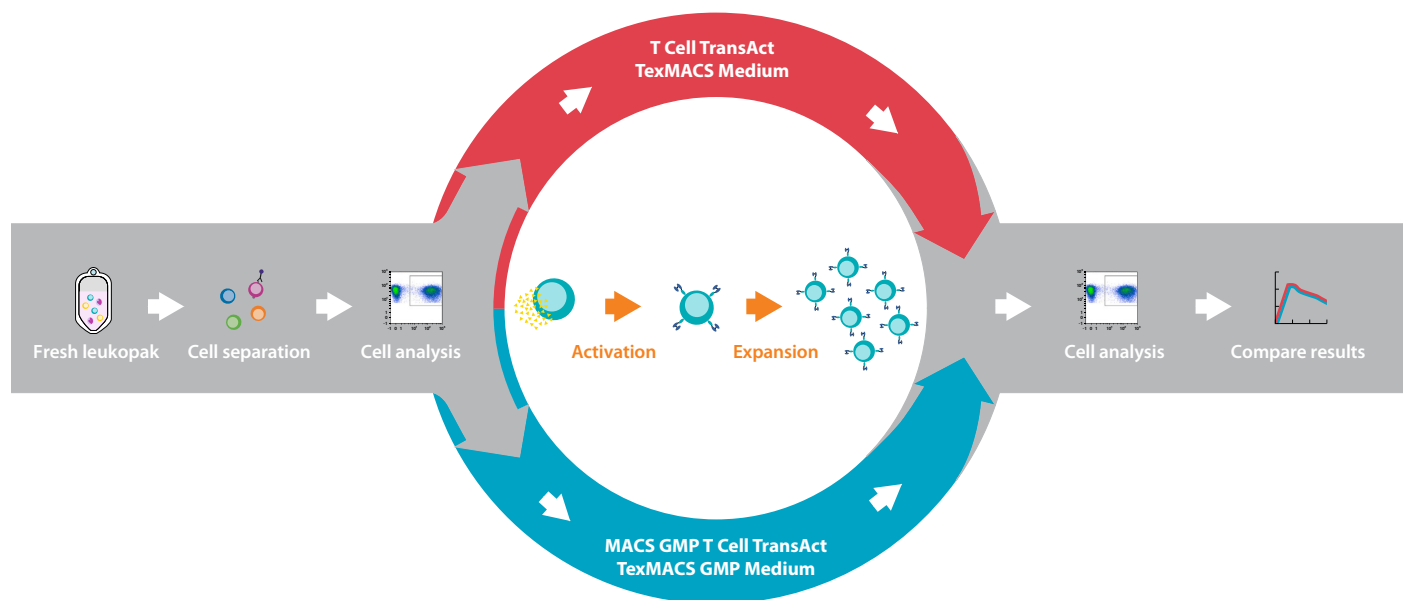 T Cell TransAct
TexMACS Medium
Fresh leukopak
Cell separation
Cell analysis
Activation
Expansion
Cell analysis
Compare results
MACS GMP T Cell TransAct
TexMACS GMP Medium